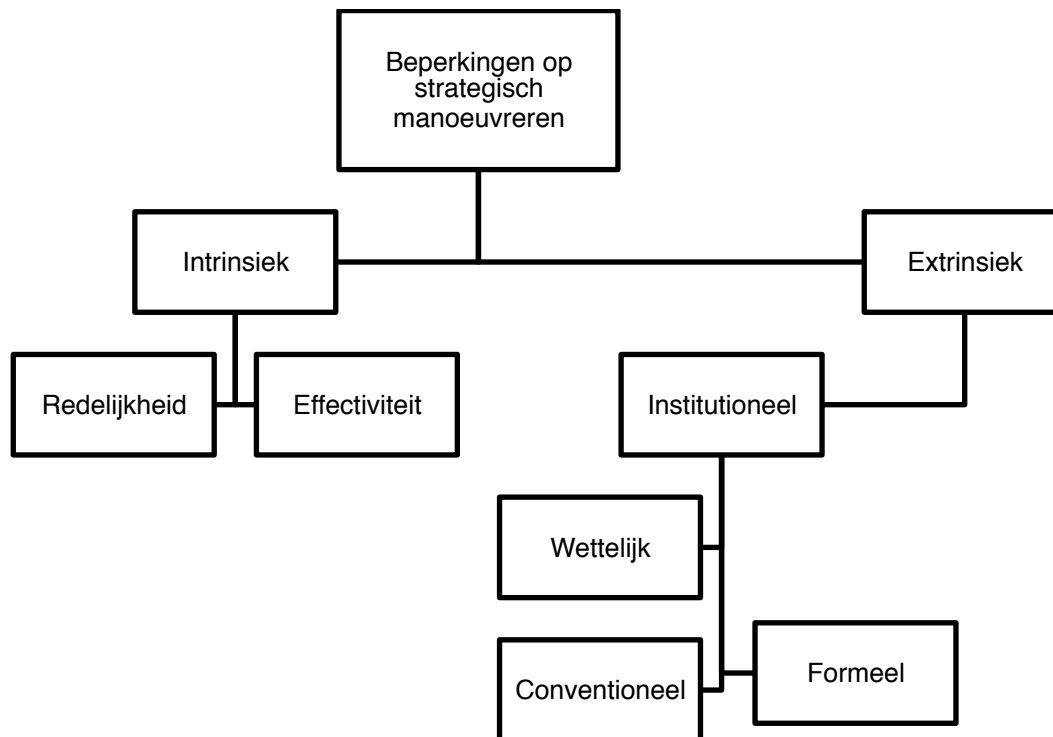 Beperkingen op
strategisch
manoeuvreren
Intrinsiek
Extrinsiek
Redelijkheid
Effectiviteit
Institutioneel
Wettelijk
Formeel
Conventioneel